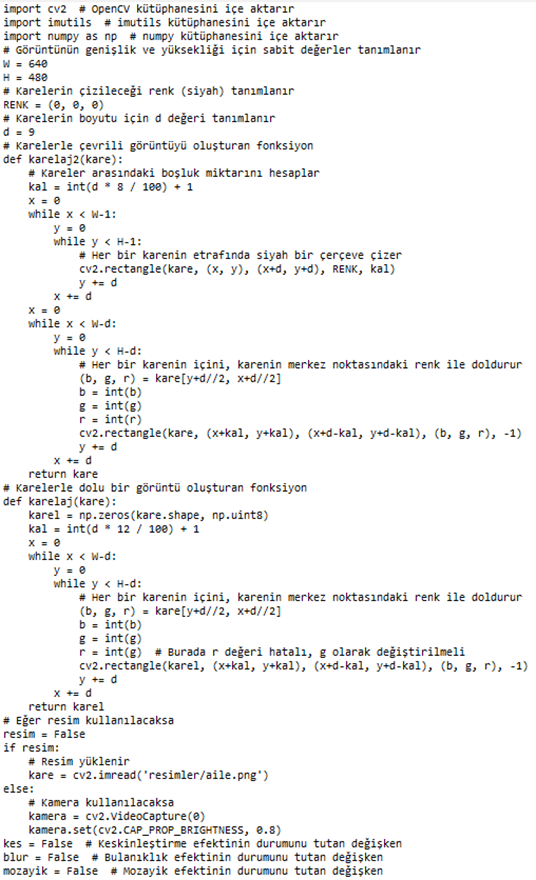 import cv2  # OpenCV kütüphanesini içe aktarır
import imutils  # imutils kütüphanesini içe aktarır
import numpy as np  # numpy kütüphanesini içe aktarır
# Görüntünün genişlik ve yüksekliği için sabit değerler tanımlanır
W = 640
H = 480
# Karelerin çizileceği renk (siyah) tanımlanır
RENK = (0, 0, 0)
# Karelerin boyutu için d değeri tanımlanır
d = 9
# Karelerle çevrili görüntüyü oluşturan fonksiyon
def karelaj2(kare):
    # Kareler arasındaki boşluk miktarını hesaplar
    kal = int(d * 8 / 100) + 1
    x = 0
    while x < W-1:
        y = 0
        while y < H-1:
            # Her bir karenin etrafında siyah bir çerçeve çizer
            cv2.rectangle(kare, (x, y), (x+d, y+d), RENK, kal)
            y += d
        x += d
    x = 0
    while x < W-d:
        y = 0
        while y < H-d:
            # Her bir karenin içini, karenin merkez noktasındaki renk ile doldurur
            (b, g, r) = kare[y+d//2, x+d//2]
            b = int(b)
            g = int(g)
            r = int(r)
            cv2.rectangle(kare, (x+kal, y+kal), (x+d-kal, y+d-kal), (b, g, r), -1)
            y += d
        x += d
    return kare
# Karelerle dolu bir görüntü oluşturan fonksiyon
def karelaj(kare):
    karel = np.zeros(kare.shape, np.uint8)
    kal = int(d * 12 / 100) + 1
    x = 0
    while x < W-d:
        y = 0
        while y < H-d:
            # Her bir karenin içini, karenin merkez noktasındaki renk ile doldurur
            (b, g, r) = kare[y+d//2, x+d//2]
            b = int(b)
            g = int(g)
            r = int(g)  # Burada r değeri hatalı, g olarak değiştirilmeli
            cv2.rectangle(karel, (x+kal, y+kal), (x+d-kal, y+d-kal), (b, g, r), -1)
            y += d
        x += d
    return karel
# Eğer resim kullanılacaksa
resim = False
if resim:
    # Resim yüklenir
    kare = cv2.imread('resimler/aile.png')
else:
    # Kamera kullanılacaksa
    kamera = cv2.VideoCapture(0)
    kamera.set(cv2.CAP_PROP_BRIGHTNESS, 0.8)
kes = False  # Keskinleştirme efektinin durumunu tutan değişken
blur = False  # Bulanıklık efektinin durumunu tutan değişken
mozayik = False  # Mozayik efektinin durumunu tutan değişken